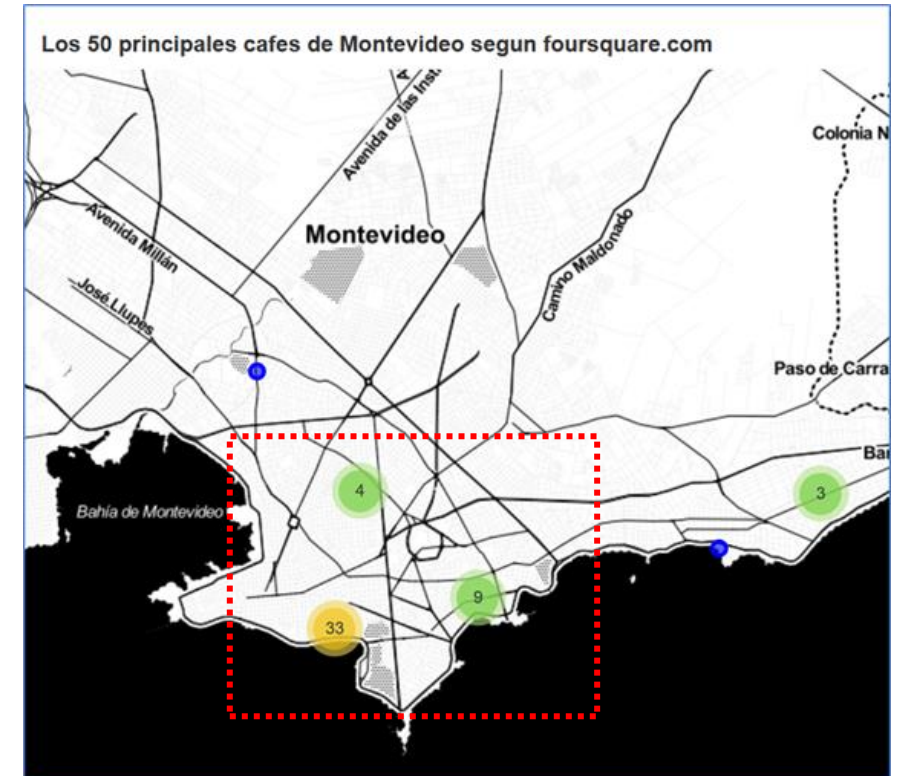 Los 50 principales cafes de Montevideo segun foursquare.com
Avenida de las Inst
Colonia N
Avenida Millán
Montevideo
Camino Maldonado
José Llupes
Paso de Carra
Bar
4
3
Bahía de Montevideo
9
33